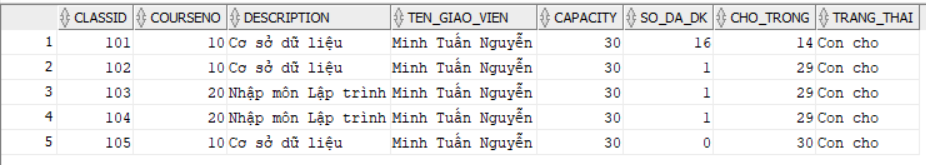 CLASSID COURSENO DESCRIPTION TEN_GIAO_VIEN CAPACITY SO_DA_DK CHO_TRONG TRANG_THAI
1 101 10 Cơ sở dữ liệu Minh Tuấn Nguyễn 30 16 14 Con cho
2 102 10 Cơ sở dữ liệu Minh Tuấn Nguyễn 30 1 29 Con cho
3 103 20 Nhập môn Lập trình Minh Tuấn Nguyễn 30 1 29 Con cho
4 104 20 Nhập môn Lập trình Minh Tuấn Nguyễn 30 1 29 Con cho
5 105 10 Cơ sở dữ liệu Minh Tuấn Nguyễn 30 0 30 Con cho